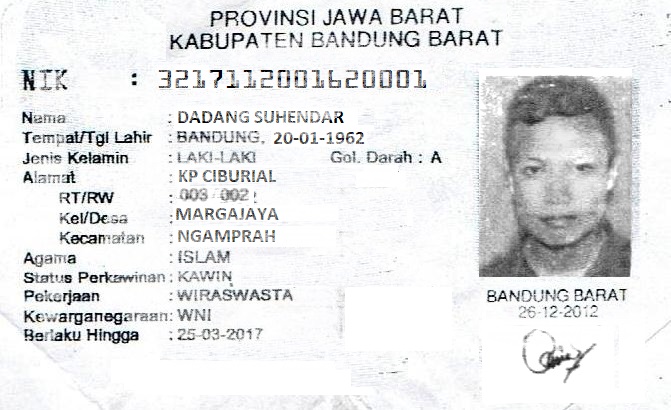 PROVINSI JAWA BARAT
KABUPATEN BANDUNG BARAT
NIK : 3217112001620001
Nama : DADANG SUHENDAR
Tempat/Tgl Lahir : BANDUNG, 20-01-1962
Jenis Kelamin : LAKI-LAKI Gol. Darah : A
Alamat : KP CIBURIAL
RT/RW : 003 / 002
Kel/Desa : MARGAJAYA
Kecamatan : NGAMPRAH
Agama : ISLAM
Status Perkawinan : KAWIN
Pekerjaan : WIRASWASTA
Kewarganegaraan : WNI
Berlaku Hingga : 25-03-2017
BANDUNG BARAT
26-12-2012